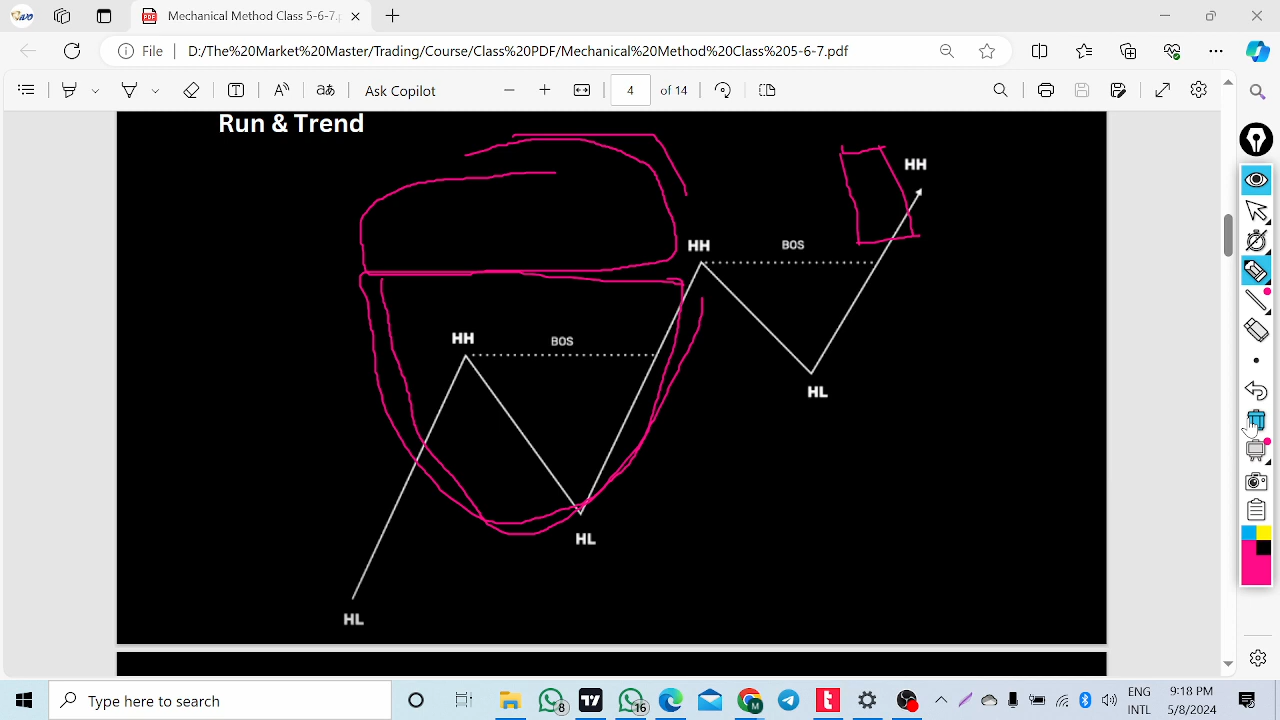 Mechanical Method Class 5-6-7.p
File
D:/The%20Market%20Master/Trading/Course/Class%20PDF/Mechanical%20Method%20Class%205-6-7.pdf
Ask Copilot
4
of 14
Run & Trend
HH
HH
BOS
HH
BOS
HL
HL
HL
Type here to search
8
16
ENG
INTL
9:18 PM
5/8/2024